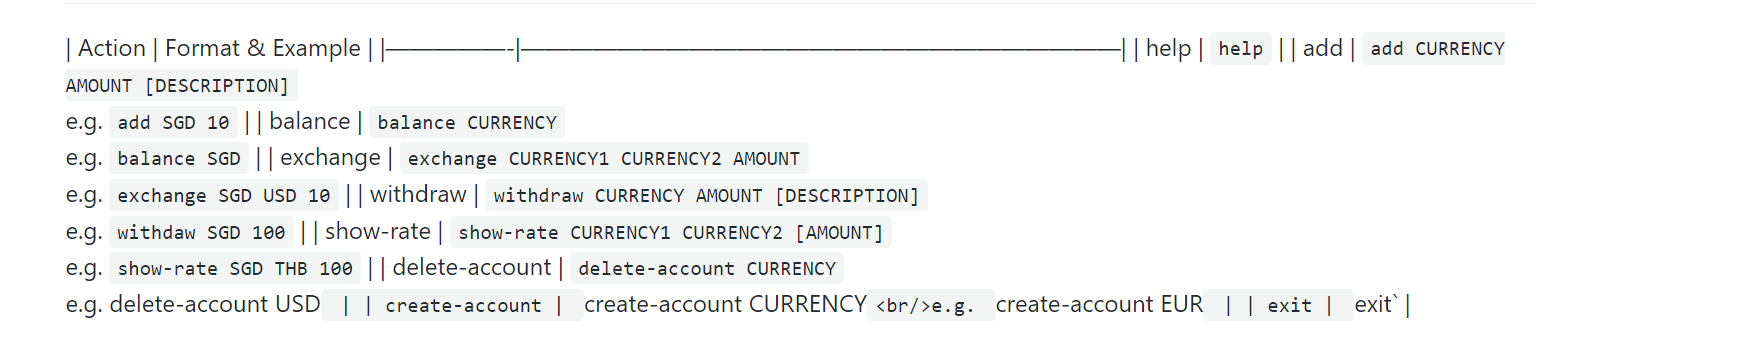 | Action | Format & Example | |—————-|—————————————————————————| | help | help | | add | add CURRENCY
AMOUNT [DESCRIPTION]
e.g. add SGD 10 | | balance | balance CURRENCY
e.g. balance SGD | | exchange | exchange CURRENCY1 CURRENCY2 AMOUNT
e.g. exchange SGD USD 10 | | withdraw | withdraw CURRENCY AMOUNT [DESCRIPTION]
e.g. withdaw SGD 100 | | show-rate | show-rate CURRENCY1 CURRENCY2 [AMOUNT]
e.g. show-rate SGD THB 100 | | delete-account | delete-account CURRENCY
e.g. delete-account USD | | create-account | create-account CURRENCY <br/>e.g. create-account EUR | | exit | exit` |